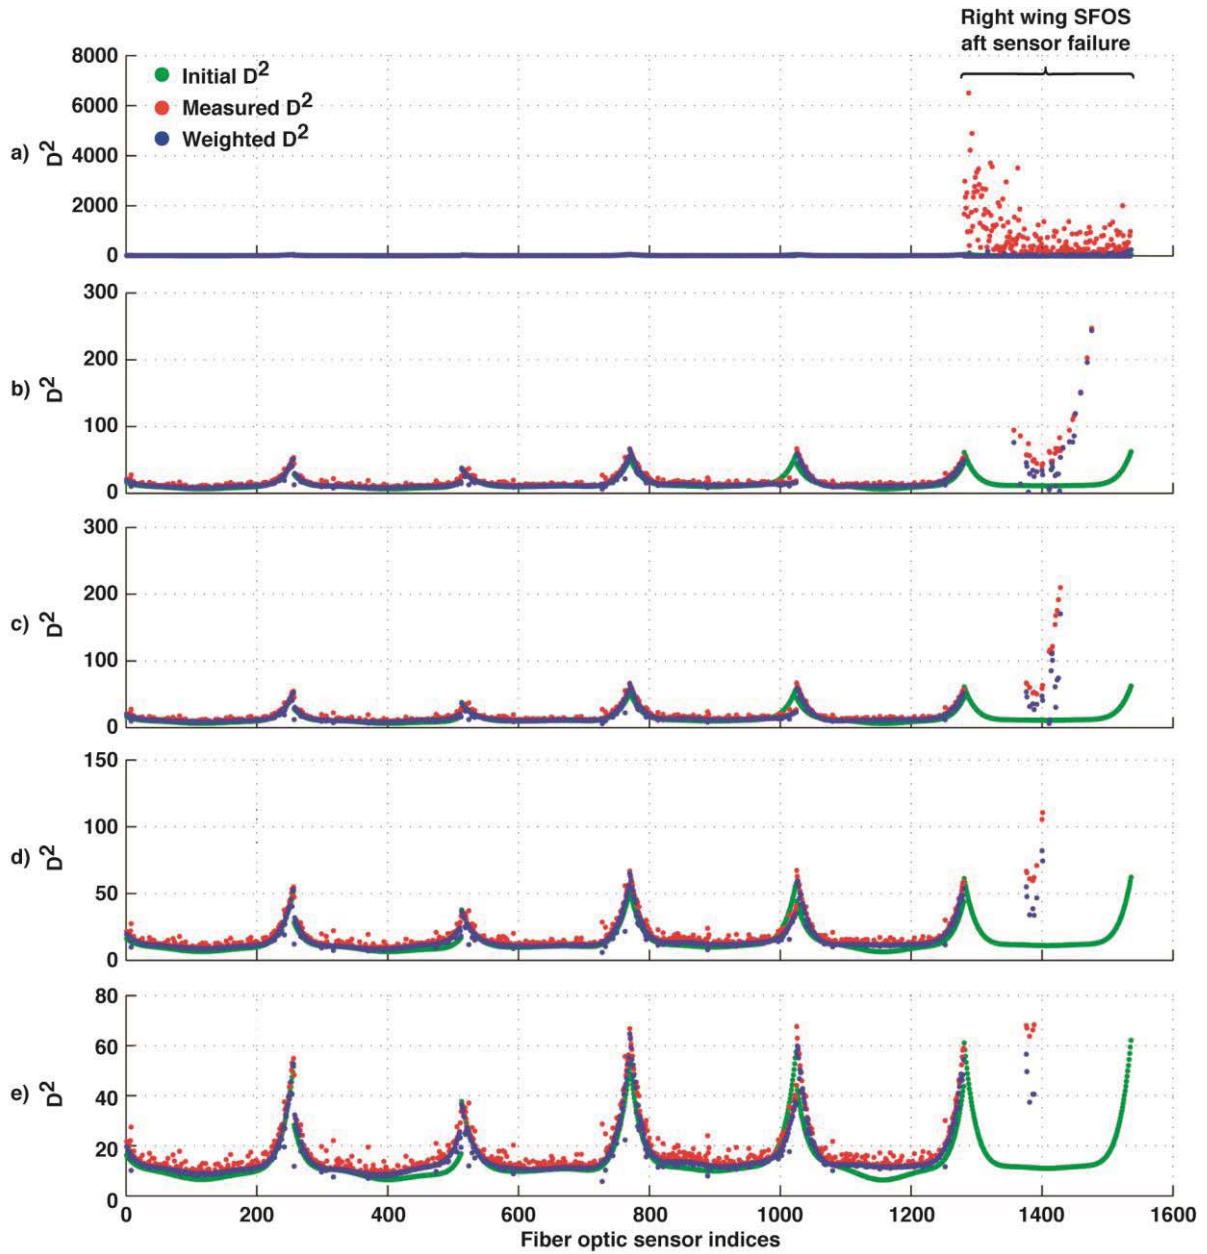 Right wing SFOS
aft sensor failure
8000
Initial D²
Measured D²
6000
Weighted D²
a) D²
4000
2000
0
300
200
b) D²
100
0
300
200
c) D²
100
0
150
100
d) D²
50
0
80
60
e) D²
40
20
0
0 200 400 600 800 1000 1200 1400 1600
Fiber optic sensor indices